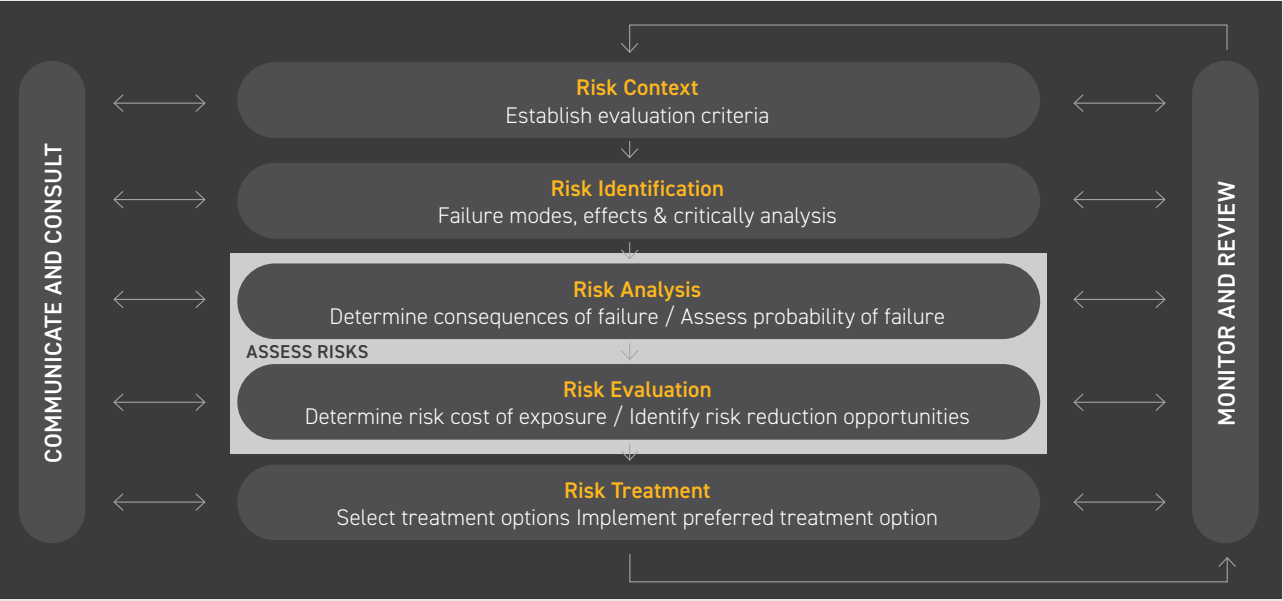 COMMUNICATE AND CONSULT
Risk Context
Establish evaluation criteria
Risk Identification
Failure modes, effects & critically analysis
Risk Analysis
Determine consequences of failure / Assess probability of failure
ASSESS RISKS
Risk Evaluation
Determine risk cost of exposure / Identify risk reduction opportunities
Risk Treatment
Select treatment options Implement preferred treatment option
MONITOR AND REVIEW